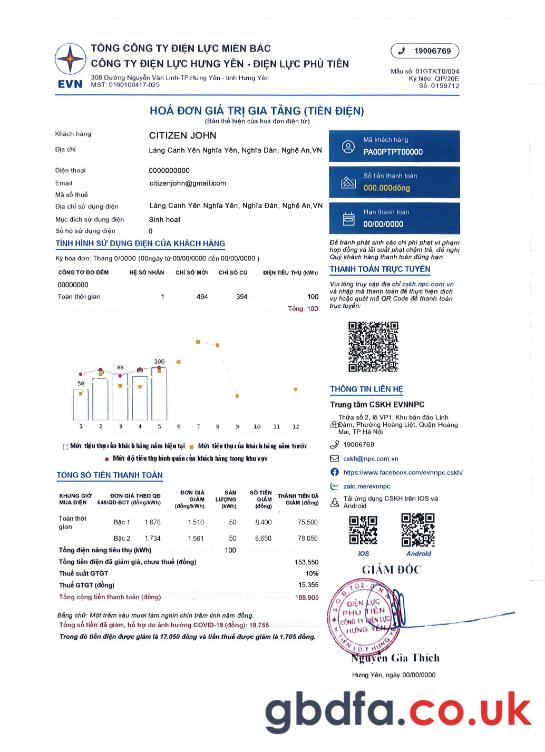 TỔNG CÔNG TY ĐIỆN LỰC MIỀN BẮC
CÔNG TY ĐIỆN LỰC HƯNG YÊN - ĐIỆN LỰC PHÙ TIÊN
308 Đường Nguyễn Văn Linh-TP.Hưng Yên - tỉnh Hưng Yên
MST: 0100100417-025
EVN
19006769
Mẫu số: 01GTKT0/004
Ký hiệu: QP/20E
Số: 0159712
HOÁ ĐƠN GIÁ TRỊ GIA TĂNG (TIỀN ĐIỆN)
(Bản thể hiện của hoá đơn điện tử)
Khách hàng CITIZEN JOHN
Địa chỉ Làng Canh Yên Nghĩa Yên, Nghĩa Đàn, Nghệ An,VN
Điện thoại 0000000000
Email citizenjohn@gmail.com
Mã số thuế
Địa chỉ sử dụng điện Làng Canh Yên Nghĩa Yên, Nghĩa Đàn, Nghệ An,VN
Mục đích sử dụng điện Sinh hoat
Số hộ sử dụng điện 0
Mã khách hàng
PA00PTPT00000
Số tiền thanh toán
000.000đồng
Hạn thanh toán
00/00/0000
TÌNH HÌNH SỬ DỤNG ĐIỆN CỦA KHÁCH HÀNG
Kỳ hóa đơn: Tháng 0/0000 (00ngày từ 00/00/0000 đến 00/00/0000 )
CÔNG TƠ ĐO ĐẾM HỆ SỐ NHÂN CHỈ SỐ MỚI CHỈ SỐ CŨ ĐIỆN TIÊU THỤ (kWh)
00000000
Toàn thời gian 1 494 394 100
Tổng: 100
Để tránh phát sinh các chi phí phạt vi phạm
hợp đồng và lãi suất phạt chậm trả, đề nghị
Quý khách hàng thanh toán đúng hạn
THANH TOÁN TRỰC TUYẾN
Vui lòng truy cập địa chỉ cskh.npc.com.vn
và nhập mã thanh toán để thực hiện dịch
vụ hoặc quét mã QR Code để thanh toán
trực tuyến.
58 88 100
1 2 3 4 5 6 7 8 9 10 11 12
Mức tiêu thụ của khách hàng năm hiện tại Mức tiêu thụ của khách hàng năm trước
Mức độ tiêu thụ bình quân của khách hàng trong khu vực
THÔNG TIN LIÊN HỆ
Trung tâm CSKH EVNNPC
Thửa số 2, lô VP1, Khu bán đảo Linh
Đàm, Phường Hoàng Liệt, Quận Hoàng
Mai, TP.Hà Nội
19006769
cskh@npc.com.vn
https://www.facebook.com/evnnpc.cskh/
zalo.me/evnnpc
Tải ứng dụng CSKH trên IOS và
Android
IOS Android
TỔNG SỐ TIỀN THANH TOÁN
KHUNG GIỜ MUA ĐIỆN ĐƠN GIÁ THEO QĐ 648/QĐ-BCT (đồng/kWh) ĐƠN GIÁ GIẢM (đồng/kWh) SẢN LƯỢNG (kWh) SỐ TIỀN GIẢM (đồng) THÀNH TIỀN ĐÃ GIẢM (đồng)
Toàn thời gian Bậc 1 1.678 1.510 50 8.400 75.500
Bậc 2 1.734 1.561 50 8.650 78.050
Tổng điện năng tiêu thụ (kWh) 100
Tổng tiền điện đã giảm giá, chưa thuế (đồng) 153.550
Thuế suất GTGT 10%
Thuế GTGT (đồng) 15.355
Tổng cộng tiền thanh toán (đồng) 168.905
Bằng chữ: Một trăm sáu mươi tám nghìn chín trăm linh năm đồng.
Tổng số tiền đã giảm, hỗ trợ do ảnh hưởng COVID-19 (đồng): 18.755
Trong đó tiền điện được giảm là 17.050 đồng và tiền thuế được giảm là 1.705 đồng.
GIÁM ĐỐC
ĐIỆN LỰC
PHÙ TIÊN
CÔNG TY ĐIỆN LỰC
HƯNG YÊN
Nguyễn Gia Thích
Hưng Yên, ngày 00/00/0000
gbdfa.co.uk